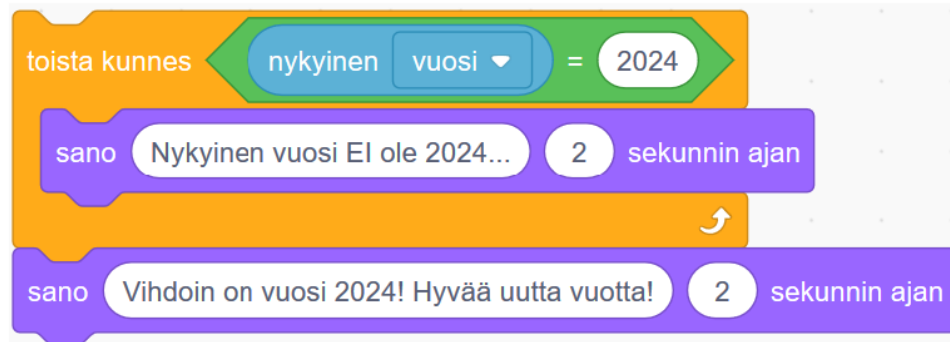 toista kunnes nykyinen vuosi = 2024
sano Nykyinen vuosi EI ole 2024... 2 sekunnin ajan
sano Vihdoin on vuosi 2024! Hyvää uutta vuotta! 2 sekunnin ajan